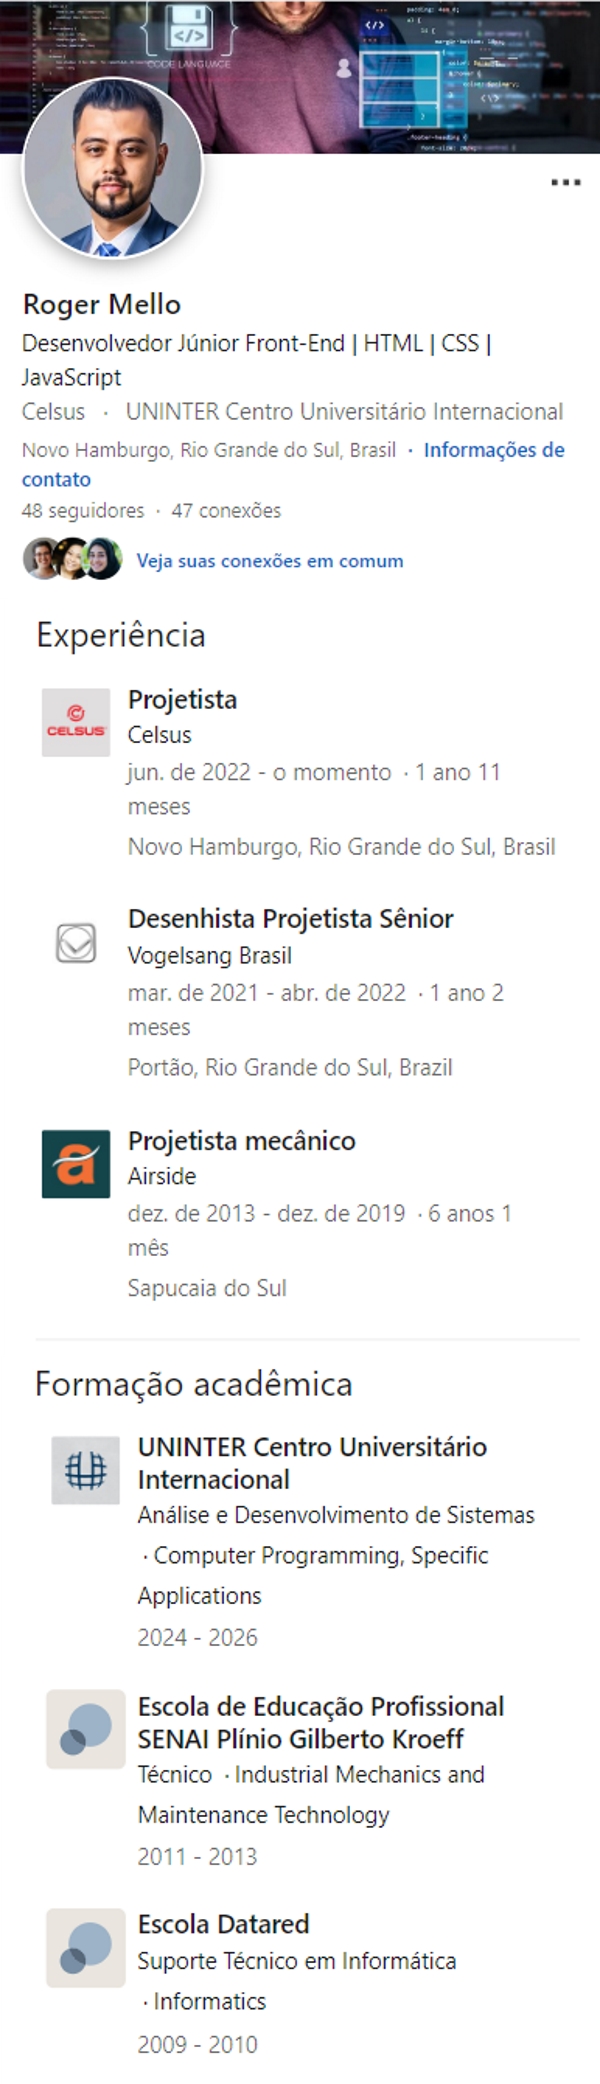 CODE LANGUAGE
</>
</>
Roger Mello
Desenvolvedor Júnior Front-End | HTML | CSS |
JavaScript
Celsus · UNINTER Centro Universitário Internacional
Novo Hamburgo, Rio Grande do Sul, Brasil · Informações de
contato
48 seguidores · 47 conexões
Veja suas conexões em comum
Experiência
Projetista
CELSUS
Celsus
jun. de 2022 - o momento · 1 ano 11
meses
Novo Hamburgo, Rio Grande do Sul, Brasil
Desenhista Projetista Sênior
Vogelsang Brasil
mar. de 2021 - abr. de 2022 · 1 ano 2
meses
Portão, Rio Grande do Sul, Brazil
Projetista mecânico
a
Airside
dez. de 2013 - dez. de 2019 · 6 anos 1
mês
Sapucaia do Sul
Formação acadêmica
UNINTER Centro Universitário
Internacional
Análise e Desenvolvimento de Sistemas
· Computer Programming, Specific
Applications
2024 - 2026
Escola de Educação Profissional
SENAI Plínio Gilberto Kroeff
Técnico · Industrial Mechanics and
Maintenance Technology
2011 - 2013
Escola Datared
Suporte Técnico em Informática
· Informatics
2009 - 2010